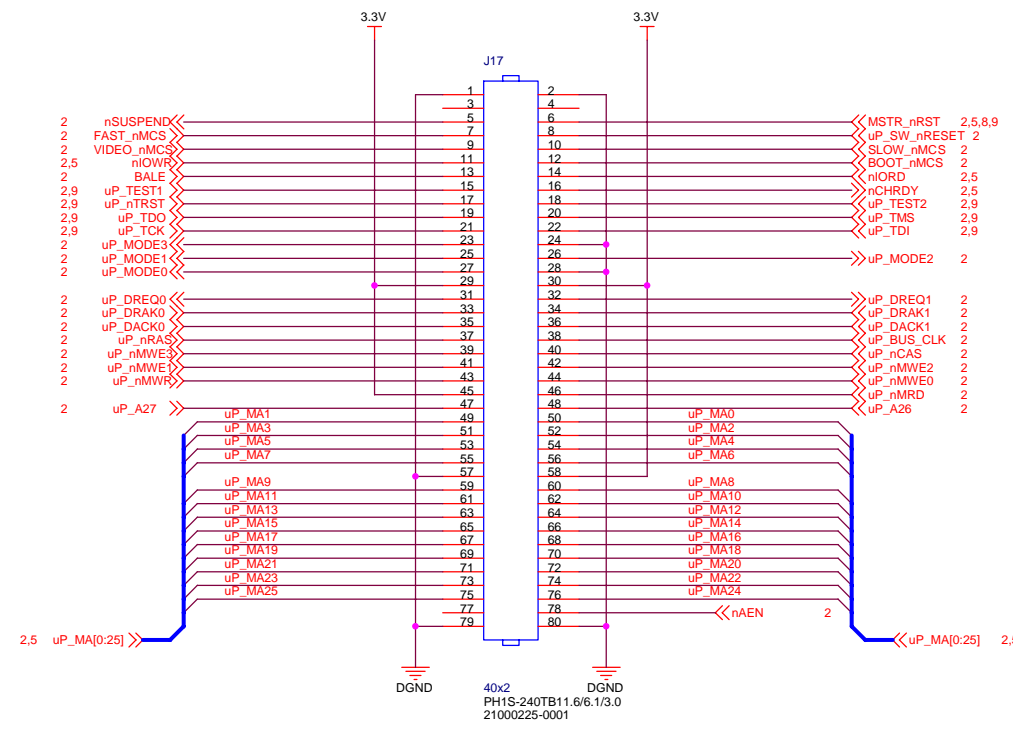 3.3V 3.3V
J17
1 2
3 4
2 nSUSPEND 5 6 MSTR_nRST 2,5,8,9
2 FAST_nMCS 7 8 uP_SW_nRESET 2
2 VIDEO_nMCS 9 10 SLOW_nMCS 2
2,5 nIOWR 11 12 BOOT_nMCS 2
2 BALE 13 14 nIORD 2,5
2,9 uP_TEST1 15 16 nCHRDY 2,5
2,9 uP_nTRST 17 18 uP_TEST2 2,9
2,9 uP_TDO 19 20 uP_TMS 2,9
2,9 uP_TCK 21 22 uP_TDI 2,9
2 uP_MODE3 23 24
2 uP_MODE1 25 26 uP_MODE2 2
2 uP_MODE0 27 28
29 30
2 uP_DREQ0 31 32 uP_DREQ1 2
2 uP_DRAK0 33 34 uP_DRAK1 2
2 uP_DACK0 35 36 uP_DACK1 2
2 uP_nRAS 37 38 uP_BUS_CLK 2
2 uP_nMWE3 39 40 uP_nCAS 2
2 uP_nMWE1 41 42 uP_nMWE2 2
2 uP_nMWR 43 44 uP_nMWE0 2
45 46 uP_nMRD 2
2 uP_A27 47 48 uP_A26 2
uP_MA1 49 50 uP_MA0
uP_MA3 51 52 uP_MA2
uP_MA5 53 54 uP_MA4
uP_MA7 55 56 uP_MA6
57 58
uP_MA9 59 60 uP_MA8
uP_MA11 61 62 uP_MA10
uP_MA13 63 64 uP_MA12
uP_MA15 65 66 uP_MA14
uP_MA17 67 68 uP_MA16
uP_MA19 69 70 uP_MA18
uP_MA21 71 72 uP_MA20
uP_MA23 73 74 uP_MA22
uP_MA25 75 76 uP_MA24
77 78 nAEN 2
79 80
2,5 uP_MA[0:25] uP_MA[0:25] 2,
DGND DGND
40x2
PH1S-240TB11.6/6.1/3.0
21000225-0001